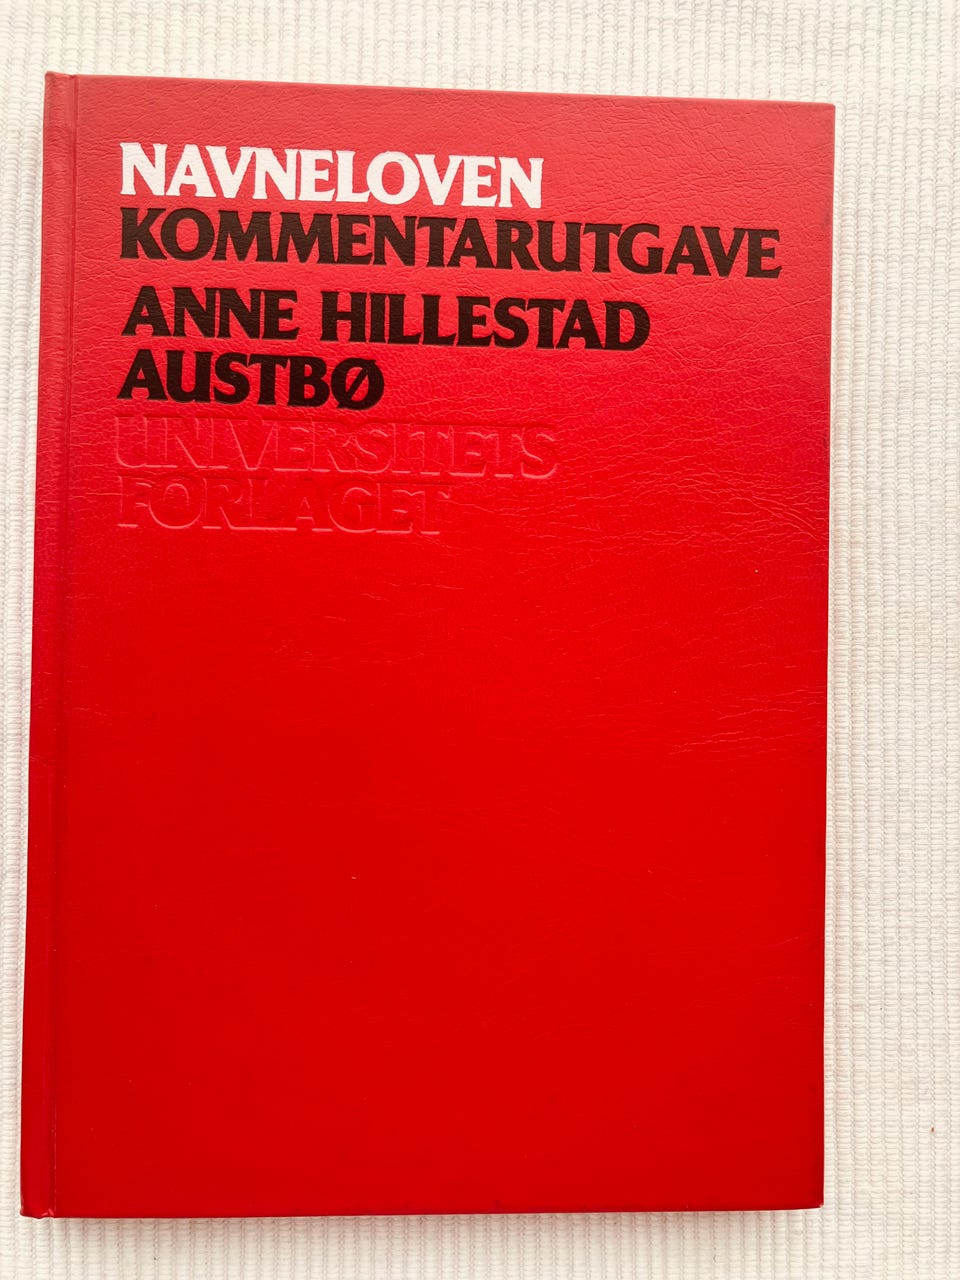 NAVNELOVEN
KOMMENTARUTGAVE
ANNE HILLESTAD
AUSTBØ
UNIVERSITETS
FORLAGET